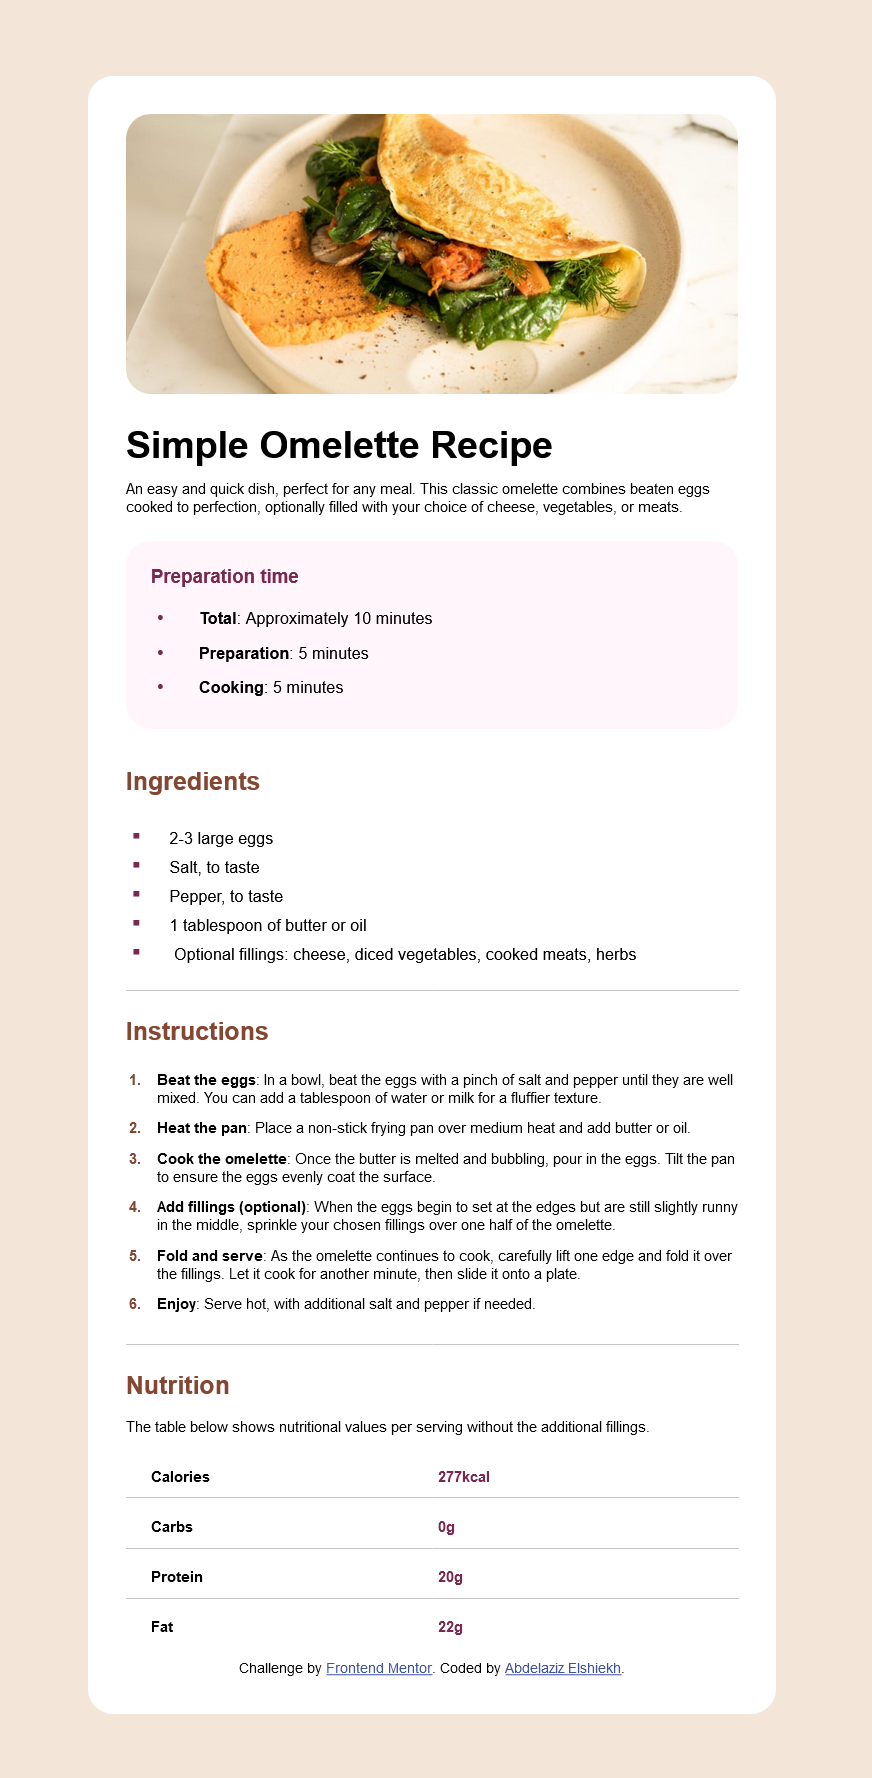 Simple Omelette Recipe
An easy and quick dish, perfect for any meal. This classic omelette combines beaten eggs
cooked to perfection, optionally filled with your choice of cheese, vegetables, or meats.
Preparation time
• Total: Approximately 10 minutes
• Preparation: 5 minutes
• Cooking: 5 minutes
Ingredients
▪ 2-3 large eggs
▪ Salt, to taste
▪ Pepper, to taste
▪ 1 tablespoon of butter or oil
▪ Optional fillings: cheese, diced vegetables, cooked meats, herbs
Instructions
1. Beat the eggs: In a bowl, beat the eggs with a pinch of salt and pepper until they are well
mixed. You can add a tablespoon of water or milk for a fluffier texture.
2. Heat the pan: Place a non-stick frying pan over medium heat and add butter or oil.
3. Cook the omelette: Once the butter is melted and bubbling, pour in the eggs. Tilt the pan
to ensure the eggs evenly coat the surface.
4. Add fillings (optional): When the eggs begin to set at the edges but are still slightly runny
in the middle, sprinkle your chosen fillings over one half of the omelette.
5. Fold and serve: As the omelette continues to cook, carefully lift one edge and fold it over
the fillings. Let it cook for another minute, then slide it onto a plate.
6. Enjoy: Serve hot, with additional salt and pepper if needed.
Nutrition
The table below shows nutritional values per serving without the additional fillings.
Calories 277kcal
Carbs 0g
Protein 20g
Fat 22g
Challenge by Frontend Mentor. Coded by Abdelaziz Elshiekh.